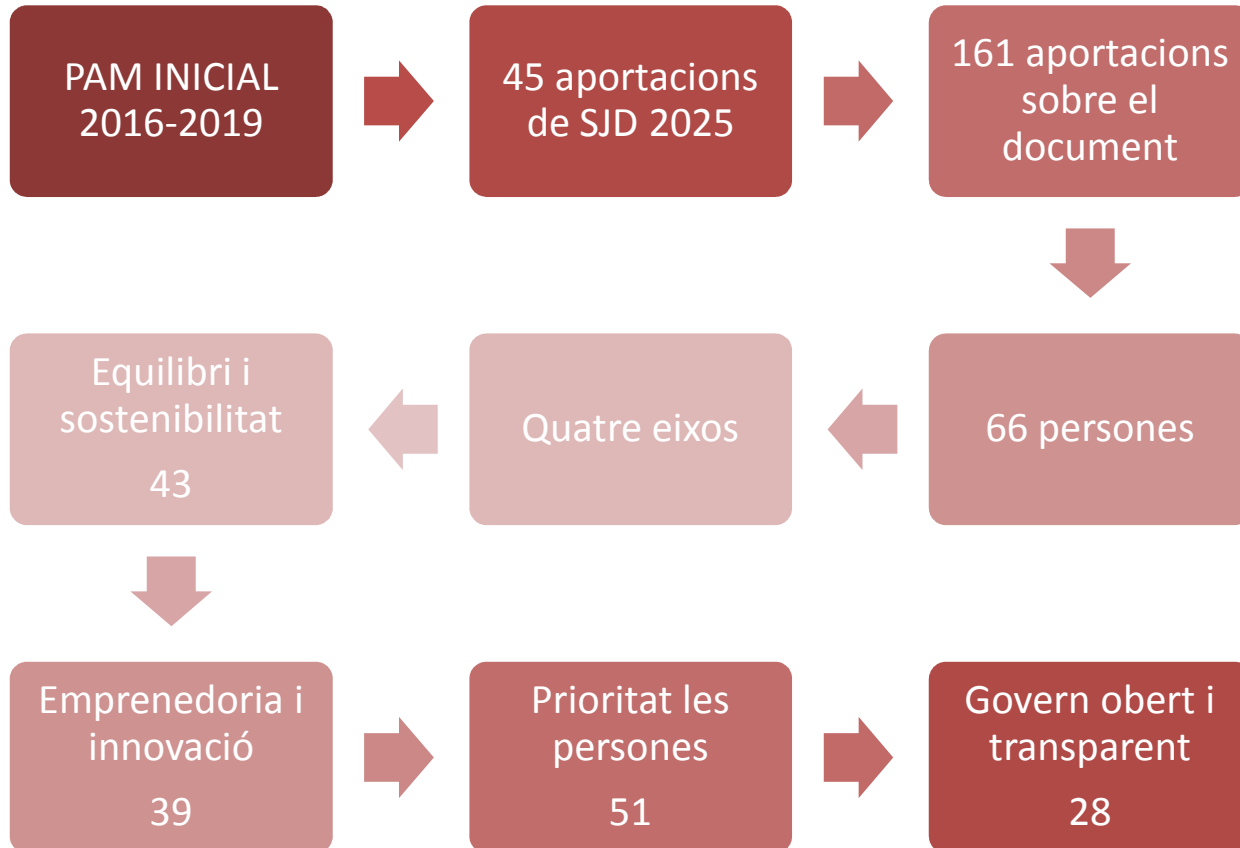 PAM INICIAL
2016-2019
45 aportacions
de SJD 2025
161 aportacions
sobre el
document
66 persones
Quatre eixos
Equilibri i
sostenibilitat
43
Emprenedoria i
innovació
39
Prioritat les
persones
51
Govern obert i
transparent
28